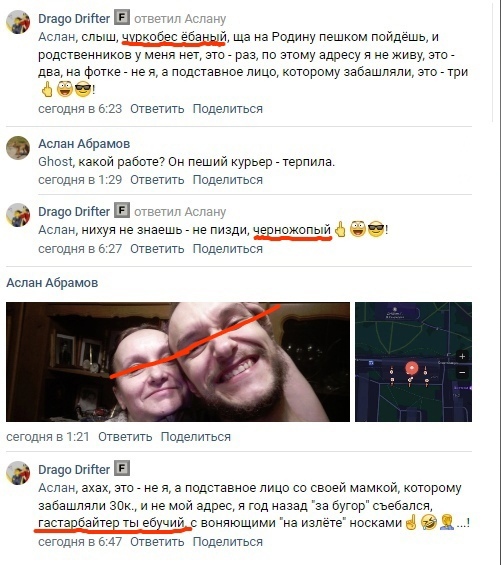 Drago Drifter F ответил Аслану
Аслан, слыш, чуркобес ёбаный, ща на Родину пешком пойдёшь, и
родственников у меня нет, это - раз, по этому адресу я не живу, это -
два, на фотке - не я, а подставное лицо, которому забашляли, это - три
🖕😳😎!
сегодня в 6:23 Ответить Поделиться
Аслан Абрамов
Ghost, какой работе? Он пеший курьер - терпила.
сегодня в 1:29 Ответить Поделиться
Drago Drifter F ответил Аслану
Аслан, нихуя не знаешь - не пизди, черножопый 🖕😳😎!
сегодня в 6:27 Ответить Поделиться
Аслан Абрамов
+
−
сегодня в 1:21 Ответить Поделиться
Drago Drifter F
Аслан, ахах, это - не я, а подставное лицо со своей мамкой, которому
забашляли 30к., и не мой адрес, я год назад "за бугор" съебался,
гастарбайтер ты ебучий, с воняющими "на излёте" носками☝🤣🤦...!
сегодня в 6:47 Ответить Поделиться